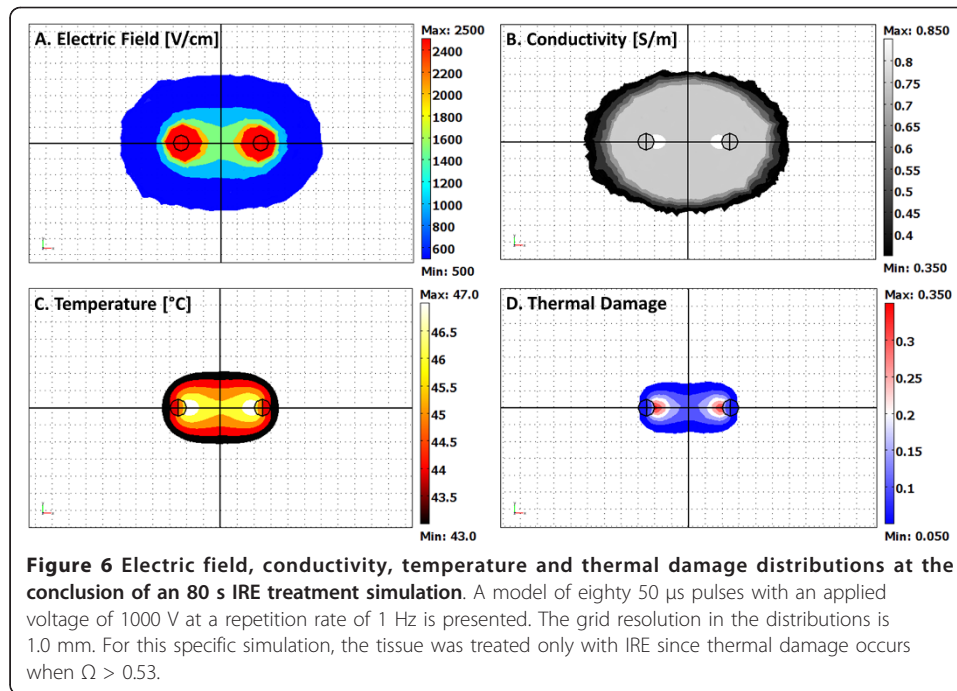 A. Electric Field [V/cm]
Max: 2500
2400
2200
2000
1800
1600
1400
1200
1000
800
600
Min: 500
B. Conductivity [S/m]
Max: 0.850
0.8
0.75
0.7
0.65
0.6
0.55
0.5
0.45
0.4
Min: 0.350
C. Temperature [°C]
Max: 47.0
46.5
46
45.5
45
44.5
44
43.5
Min: 43.0
D. Thermal Damage
Max: 0.350
0.3
0.25
0.2
0.15
0.1
Min: 0.050
Figure 6 Electric field, conductivity, temperature and thermal damage distributions at the
conclusion of an 80 s IRE treatment simulation. A model of eighty 50 μs pulses with an applied
voltage of 1000 V at a repetition rate of 1 Hz is presented. The grid resolution in the distributions is
1.0 mm. For this specific simulation, the tissue was treated only with IRE since thermal damage occurs
when Ω > 0.53.